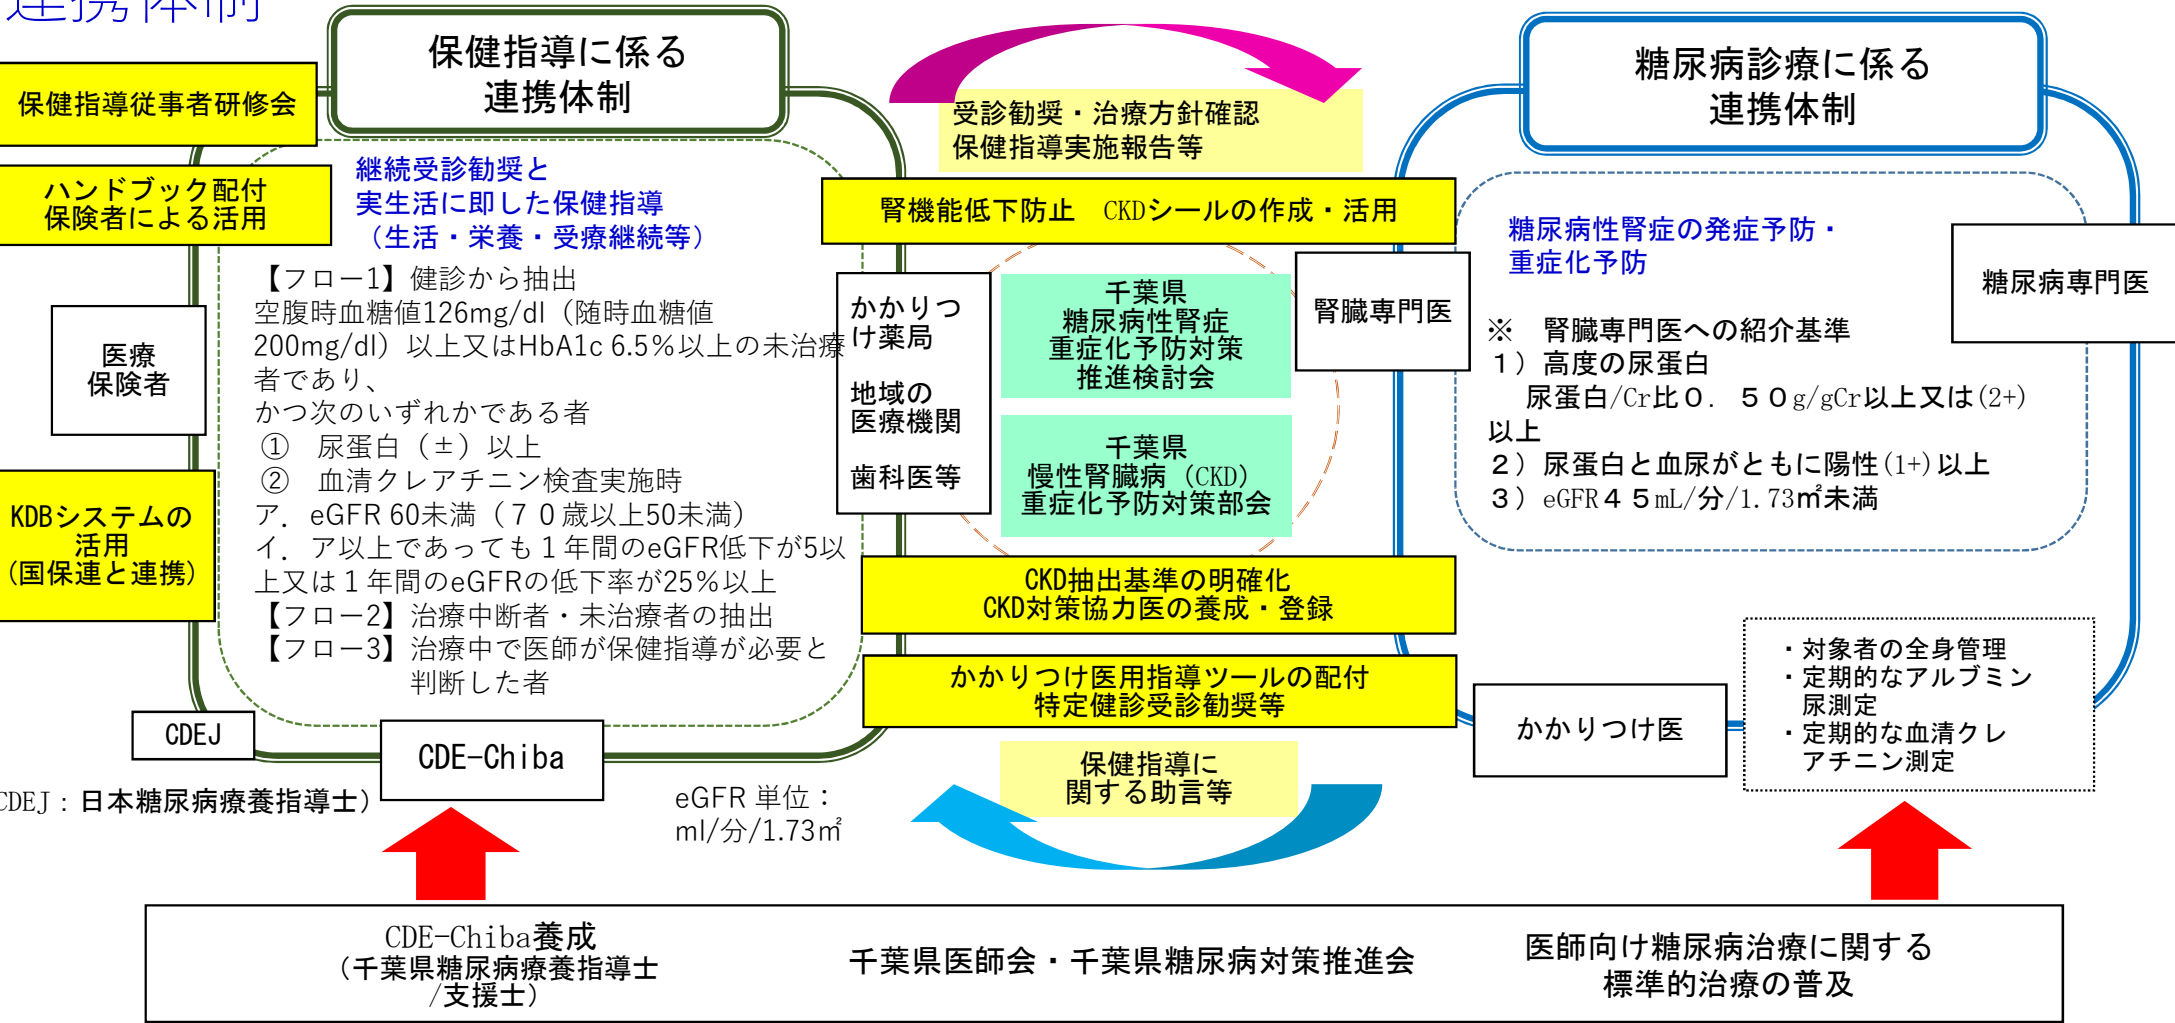 連携体制
保健指導に係る
連携体制
糖尿病診療に係る
連携体制
保健指導従事者研修会
ハンドブック配付
保険者による活用
医療
保険者
KDBシステムの
活用
(国保連と連携)
継続受診勧奨と
実生活に即した保健指導
（生活・栄養・受療継続等）
【フロー1】健診から抽出
空腹時血糖値126mg/dl（随時血糖値
200mg/dl）以上又はHbA1c 6.5%以上の未治療
者であり、
かつ次のいずれかである者
①　尿蛋白（±）以上
②　血清クレアチニン検査実施時
ア．eGFR 60未満（７０歳以上50未満）
イ．ア以上であっても１年間のeGFR低下が5以
上又は１年間のeGFRの低下率が25%以上
【フロー2】治療中断者・未治療者の抽出
【フロー3】治療中で医師が保健指導が必要と
判断した者
CDEJ
CDE-Chiba
CDEJ：日本糖尿病療養指導士）
eGFR 単位：
ml/分/1.73㎡
受診勧奨・治療方針確認
保健指導実施報告等
腎機能低下防止　CKDシールの作成・活用
かかりつ
け薬局
地域の
医療機関
歯科医等
千葉県
糖尿病性腎症
重症化予防対策
推進検討会
千葉県
慢性腎臓病（CKD）
重症化予防対策部会
腎臓専門医
CKD抽出基準の明確化
CKD対策協力医の養成・登録
かかりつけ医用指導ツールの配付
特定健診受診勧奨等
保健指導に
関する助言等
糖尿病性腎症の発症予防・
重症化予防
糖尿病専門医
※　腎臓専門医への紹介基準
１）高度の尿蛋白
尿蛋白/Cr比０．５０g/gCr以上又は(2+)
以上
２）尿蛋白と血尿がともに陽性(1+)以上
３）eGFR４５mL/分/1.73㎡未満
かかりつけ医
・対象者の全身管理
・定期的なアルブミン
尿測定
・定期的な血清クレ
アチニン測定
CDE-Chiba養成
（千葉県糖尿病療養指導士
/支援士）
千葉県医師会・千葉県糖尿病対策推進会
医師向け糖尿病治療に関する
標準的治療の普及